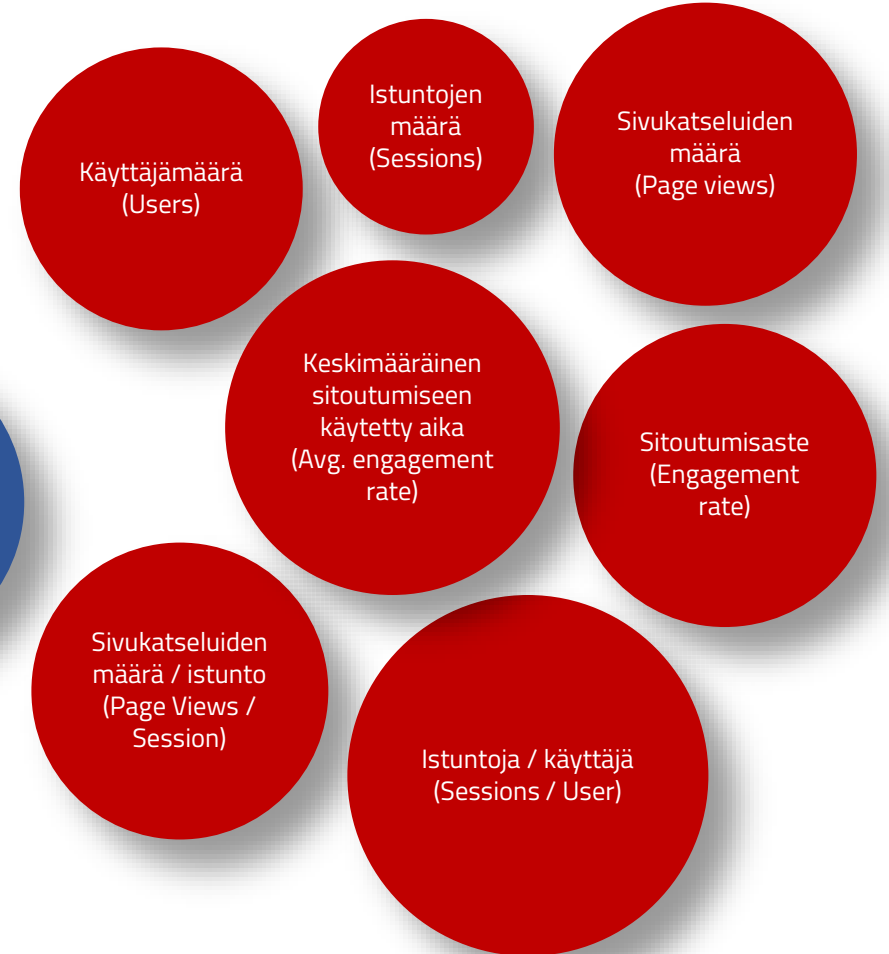 Käyttäjämäärä
(Users)
Istuntojen
määrä
(Sessions)
Sivukatseluiden
määrä
(Page views)
Keskimääräinen
sitoutumiseen
käytetty aika
(Avg. engagement
rate)
Sitoutumisaste
(Engagement
rate)
Sivukatseluiden
määrä / istunto
(Page Views /
Session)
Istuntoja / käyttäjä
(Sessions / User)